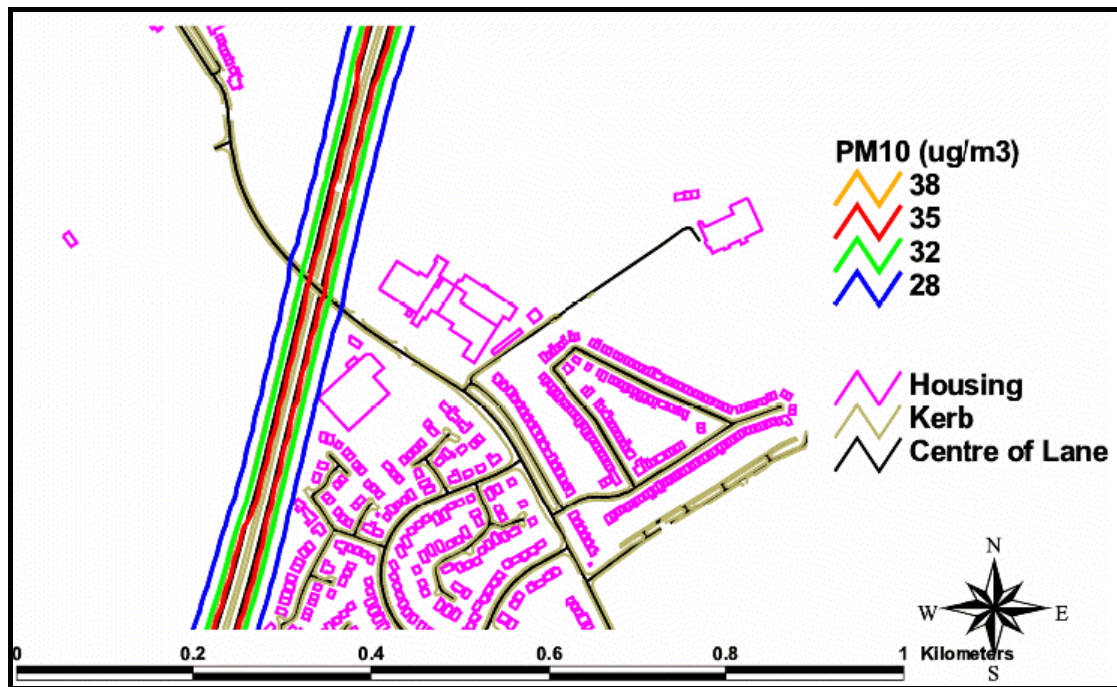 PM10 (ug/m3)
38
35
32
28
Housing
Kerb
Centre of Lane
N
W E
S
0 0.2 0.4 0.6 0.8 1 Kilometers